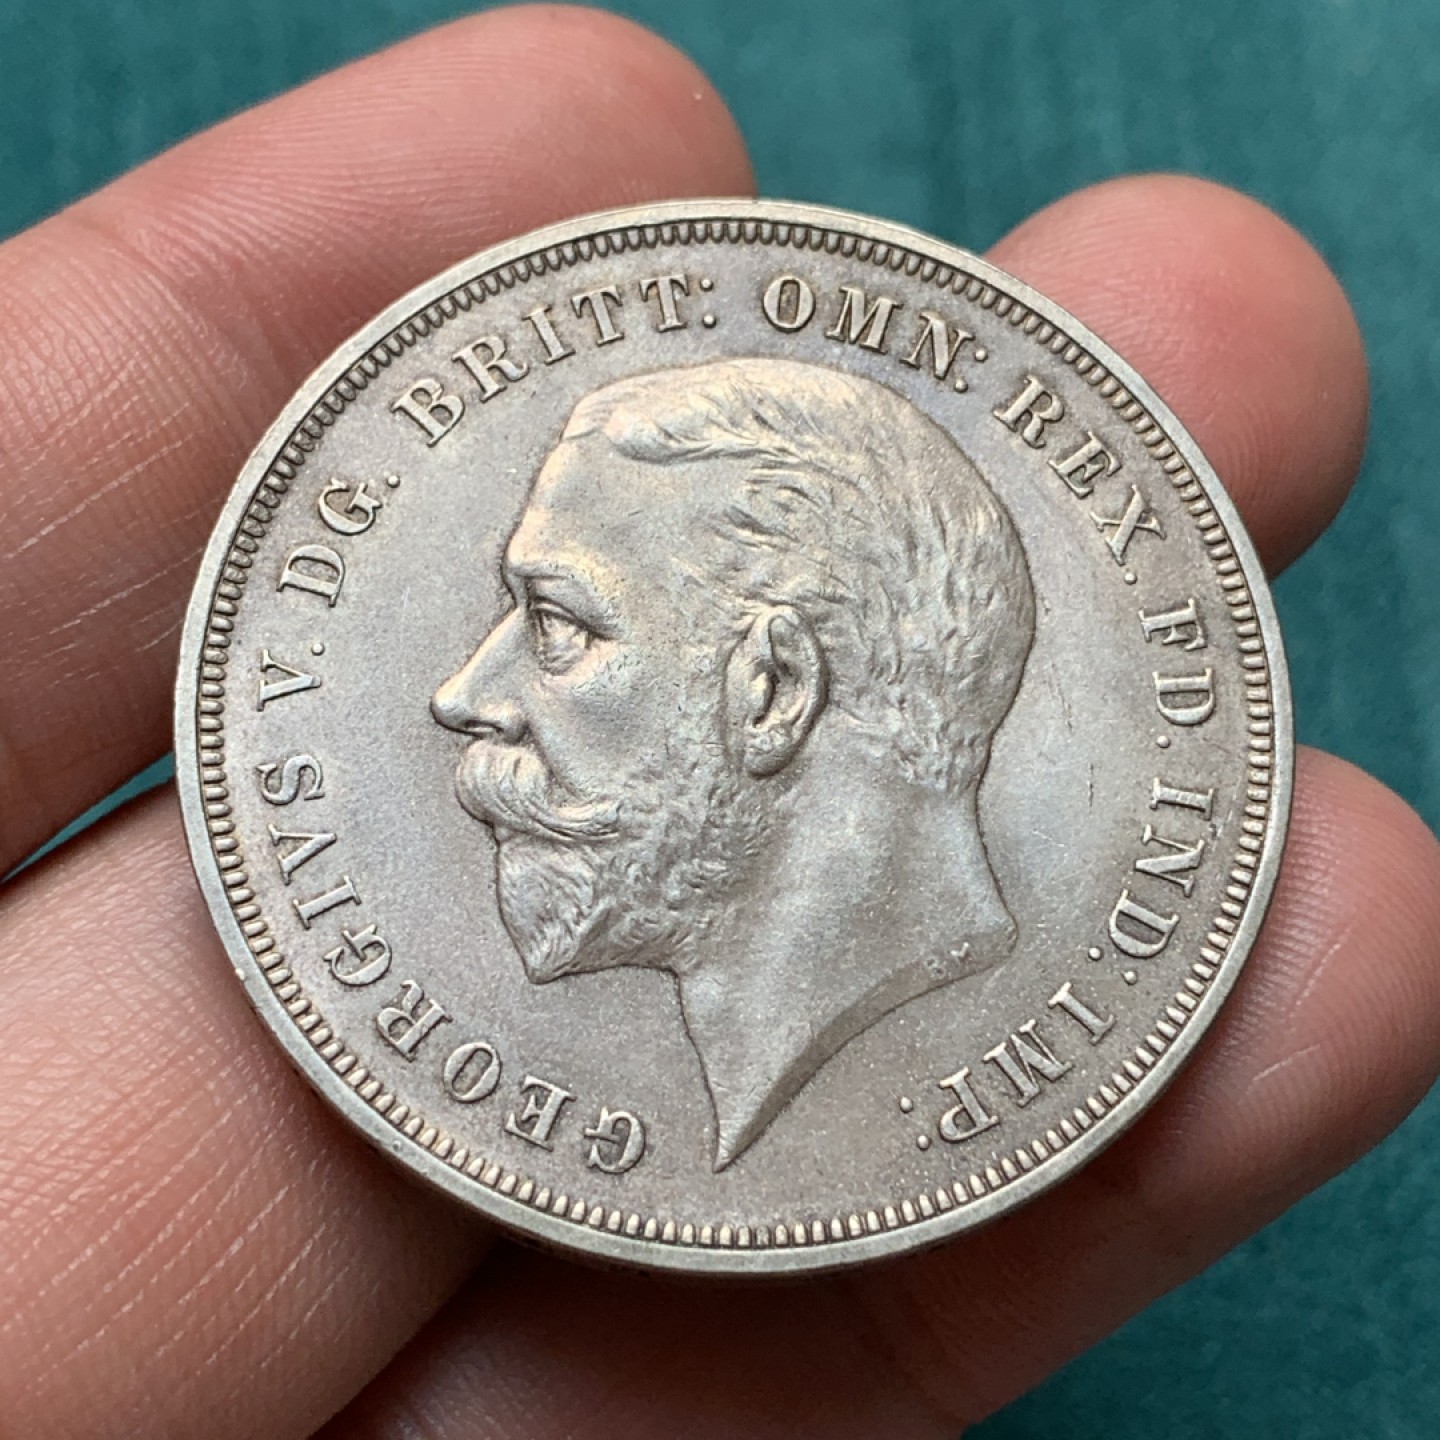 GEORGIVS V. DG. BRITT: OMN: REX. FD. IND: IMP: